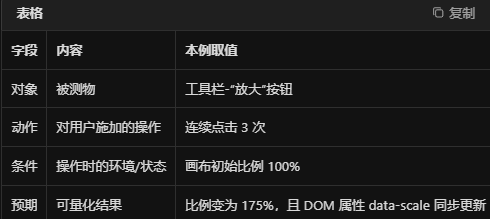 表格 复制
字段 内容 本例取值
对象 被测物 工具栏-“放大”按钮
动作 对用户施加的操作 连续点击 3 次
条件 操作时的环境/状态 画布初始比例 100%
预期 可量化结果 比例变为 175%，且 DOM 属性 data-scale 同步更新